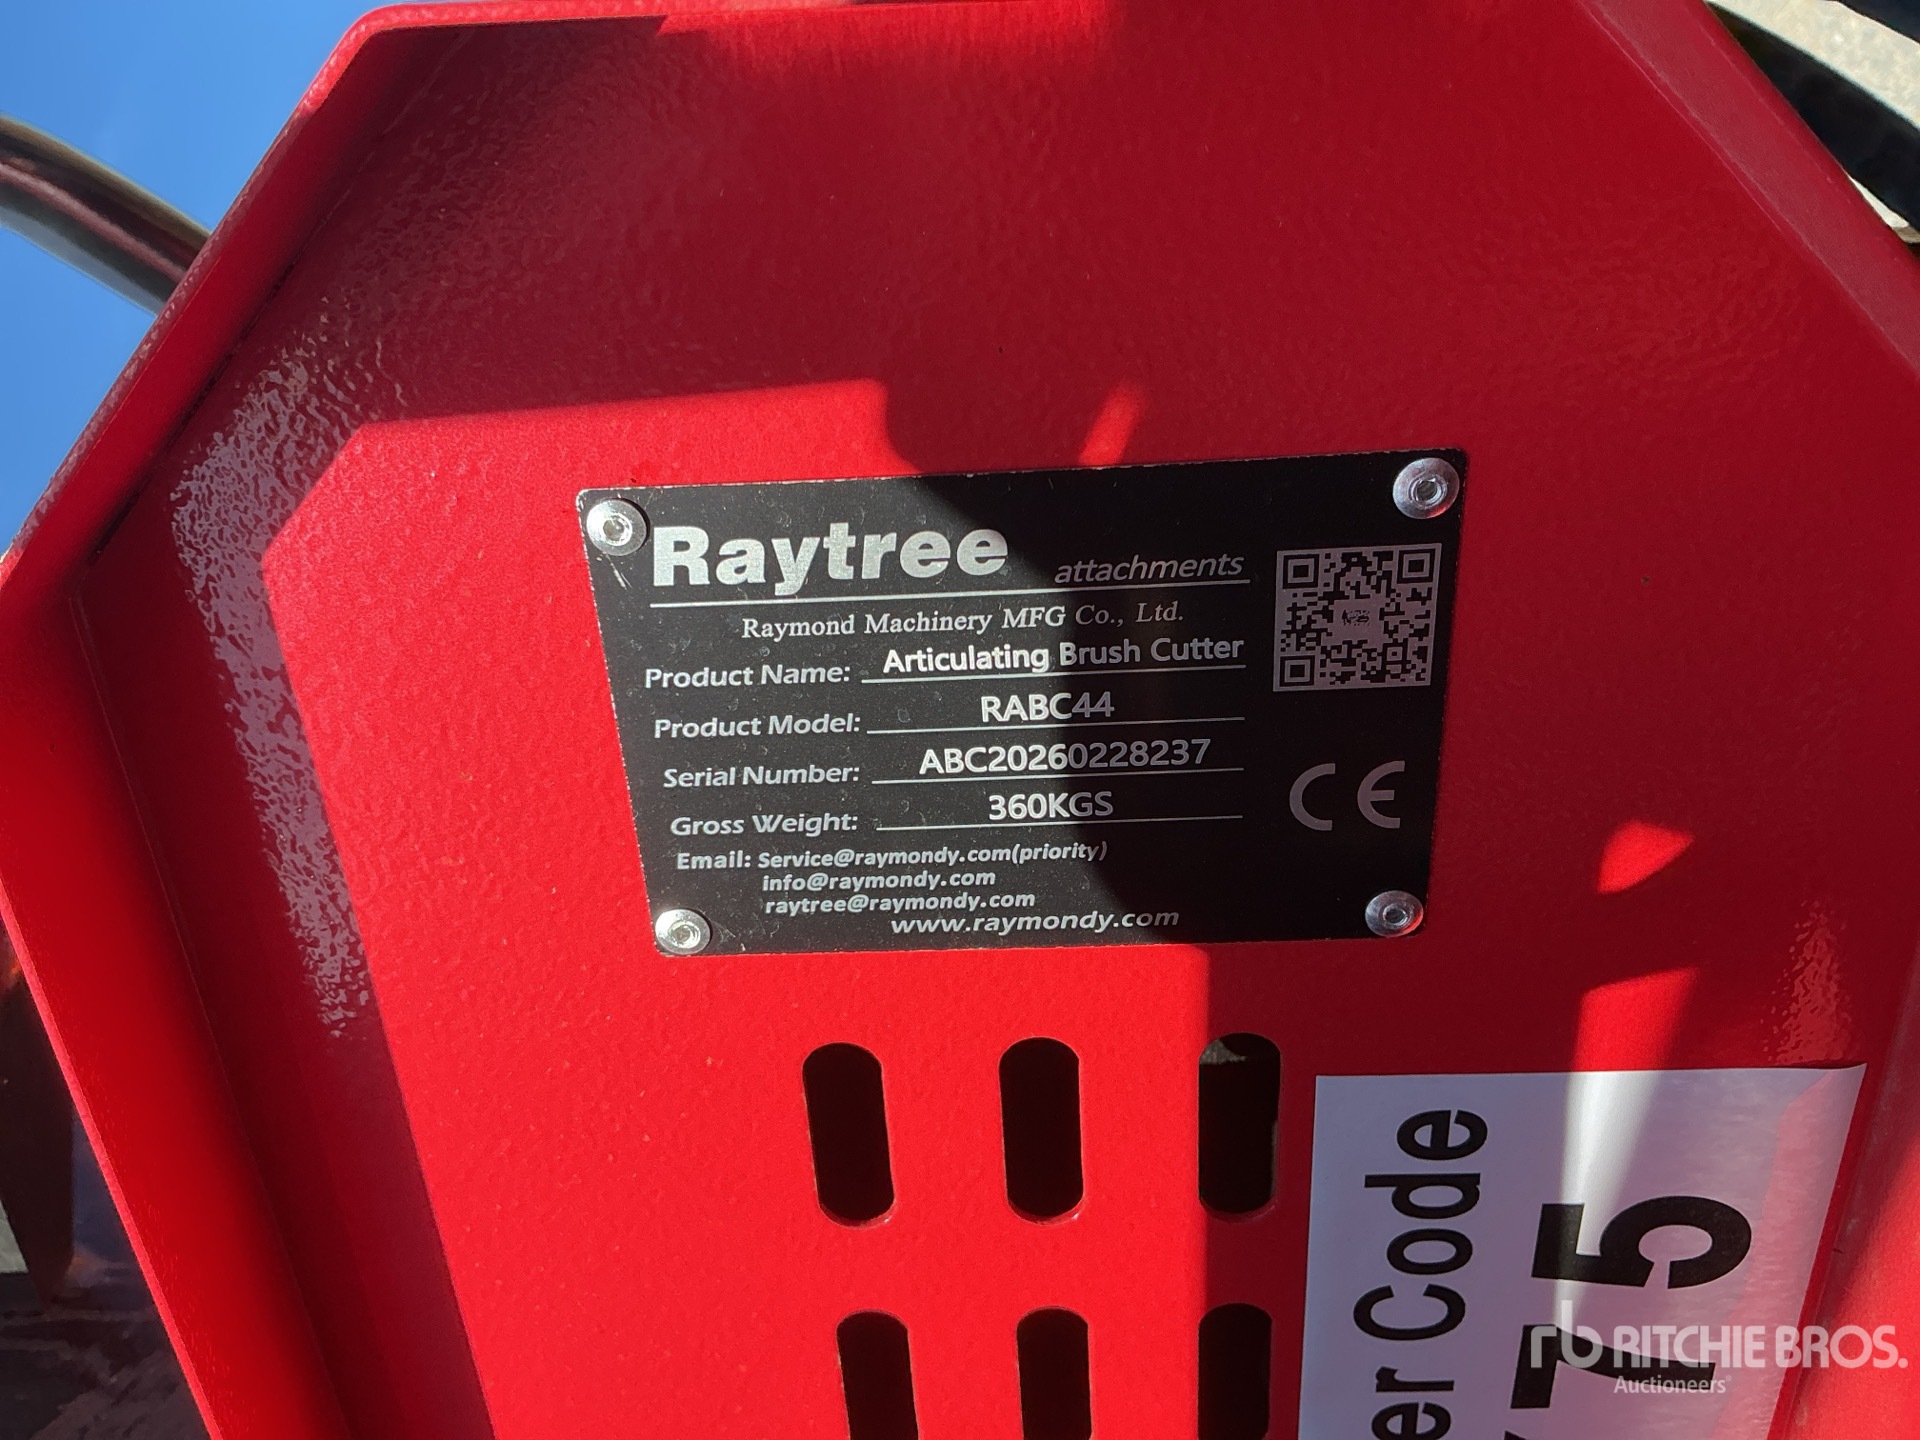 Raytree attachments
Raymond Machinery MFG Co., Ltd.
Product Name: Articulating Brush Cutter
Product Model: RABC44
Serial Number: ABC20260228237
Gross Weight: 360KGS
Email: Service@raymondy.com(priority)
info@raymondy.com
raytree@raymondy.com
www.raymondy.com
CE
Code
75
RITCHIE BROS.
Auctioneers